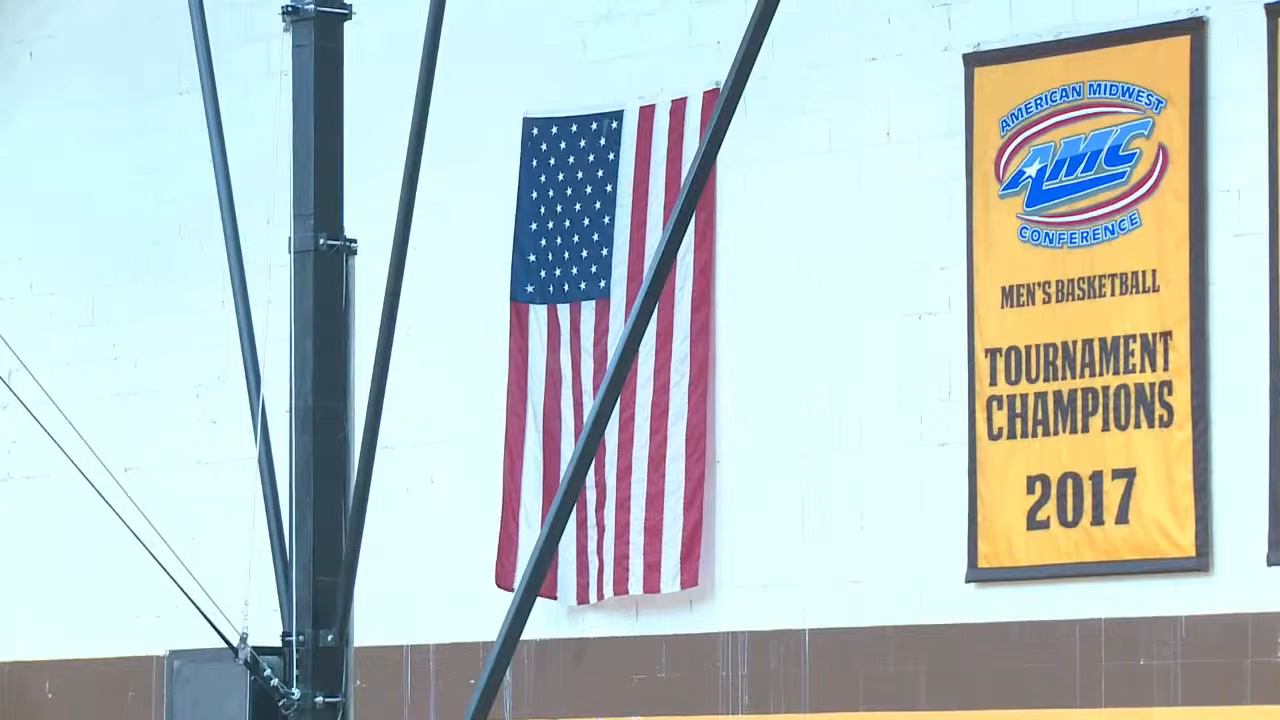 AMERICAN MIDWEST
AMC
CONFERENCE
MEN'S BASKETBALL
TOURNAMENT
CHAMPIONS
2017